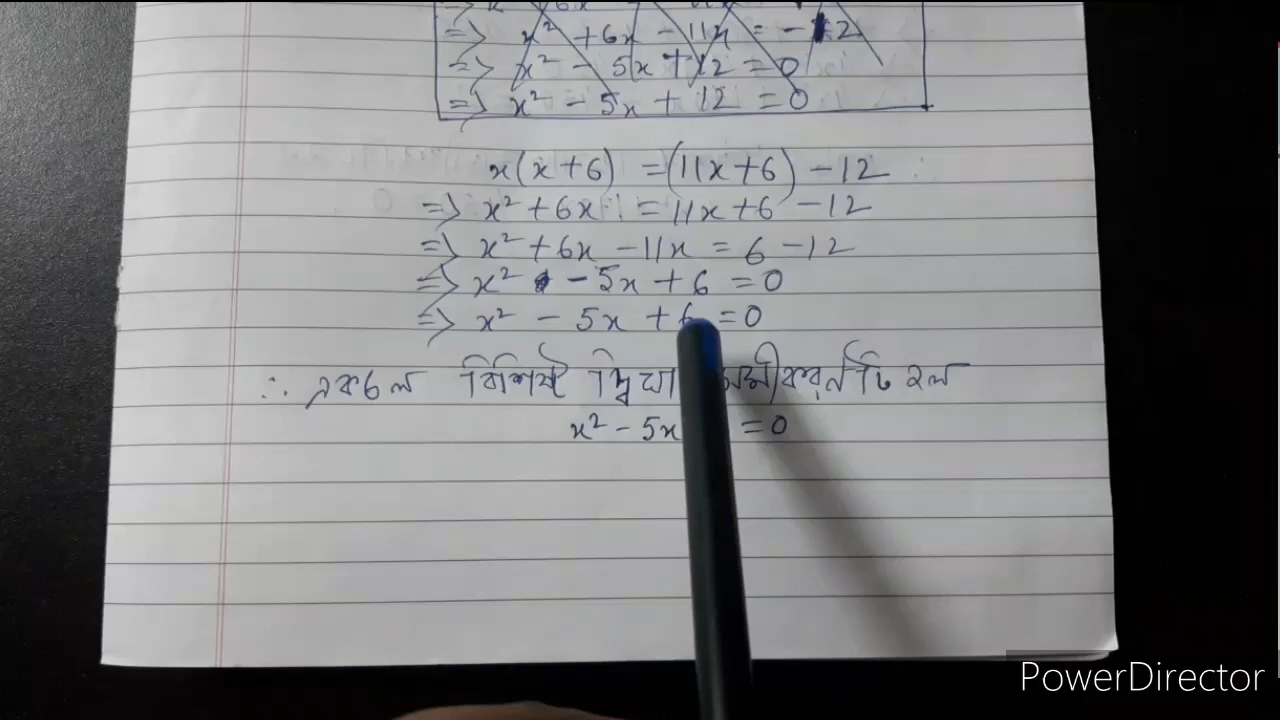 => x² + 6x - 11x = -12
=> x² - 5x + 12 = 0
=> x² - 5x + 12 = 0
x(x+6) = (11x+6) - 12
=> x² + 6x = 11x + 6 - 12
=> x² + 6x - 11x = 6 - 12
=> x² - 5x + 6 = 0
=> x² - 5x + 6 = 0
∴ একচল বিশিষ্ট দ্বিঘা সমীকরণটি হল
x² - 5x = 0
PowerDirector